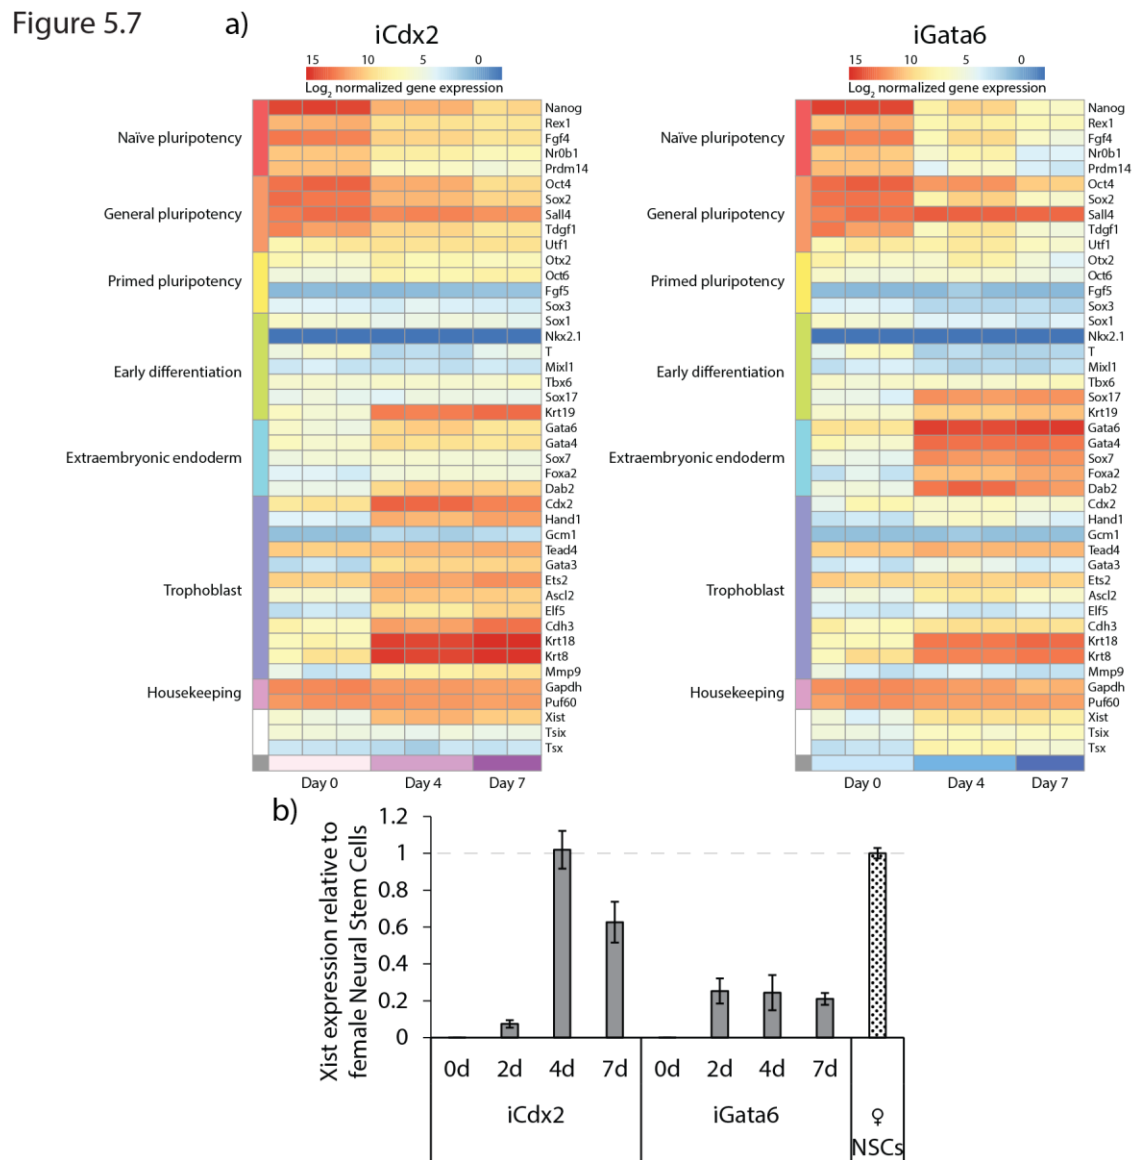 Figure 5.7
a)
iCdx2
15 10 5 0
Log2 normalized gene expression
Naïve pluripotency
General pluripotency
Primed pluripotency
Early differentiation
Extraembryonic endoderm
Trophoblast
Housekeeping
Nanog
Rex1
Fgf4
Nr0b1
Prdm14
Oct4
Sox2
Sall4
Tdgf1
Utf1
Otx2
Oct6
Fgf5
Sox3
Sox1
Nkx2.1
T
Mixl1
Tbx6
Sox17
Krt19
Gata6
Gata4
Sox7
Foxa2
Dab2
Cdx2
Hand1
Gcm1
Tead4
Gata3
Ets2
Ascl2
Elf5
Cdh3
Krt18
Krt8
Mmp9
Gapdh
Puf60
Xist
Tsix
Tsx
Day 0 Day 4 Day 7
iGata6
15 10 5 0
Log2 normalized gene expression
Naïve pluripotency
General pluripotency
Primed pluripotency
Early differentiation
Extraembryonic endoderm
Trophoblast
Housekeeping
Nanog
Rex1
Fgf4
Nr0b1
Prdm14
Oct4
Sox2
Sall4
Tdgf1
Utf1
Otx2
Oct6
Fgf5
Sox3
Sox1
Nkx2.1
T
Mixl1
Tbx6
Sox17
Krt19
Gata6
Gata4
Sox7
Foxa2
Dab2
Cdx2
Hand1
Gcm1
Tead4
Gata3
Ets2
Ascl2
Elf5
Cdh3
Krt18
Krt8
Mmp9
Gapdh
Puf60
Xist
Tsix
Tsx
Day 0 Day 4 Day 7
b)
Xist expression relative to
female Neural Stem Cells
1.2
1
0.8
0.6
0.4
0.2
0
0d 2d 4d 7d 0d 2d 4d 7d
iCdx2 iGata6 ♀
NSCs